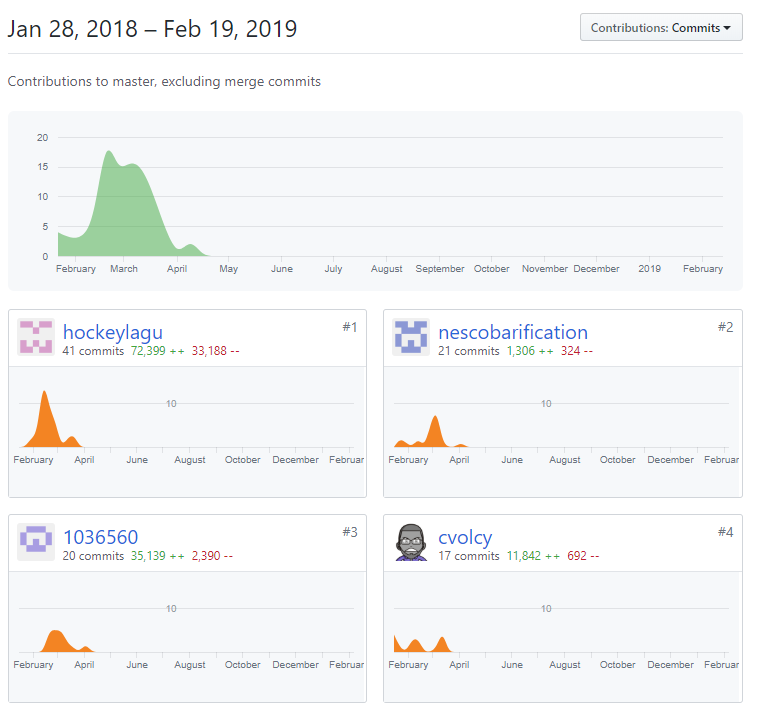 Jan 28, 2018 – Feb 19, 2019
Contributions: Commits
Contributions to master, excluding merge commits
20
15
10
5
0
February March April May June July August September October November December 2019 February
hockeylagu #1
41 commits 72,399 ++ 33,188 --
10
February April June August October December Februar
nescobarification #2
21 commits 1,306 ++ 324 --
10
February April June August October December Februar
1036560 #3
20 commits 35,139 ++ 2,390 --
10
February April June August October December Februar
cvolcy #4
17 commits 11,842 ++ 692 --
10
February April June August October December Februar